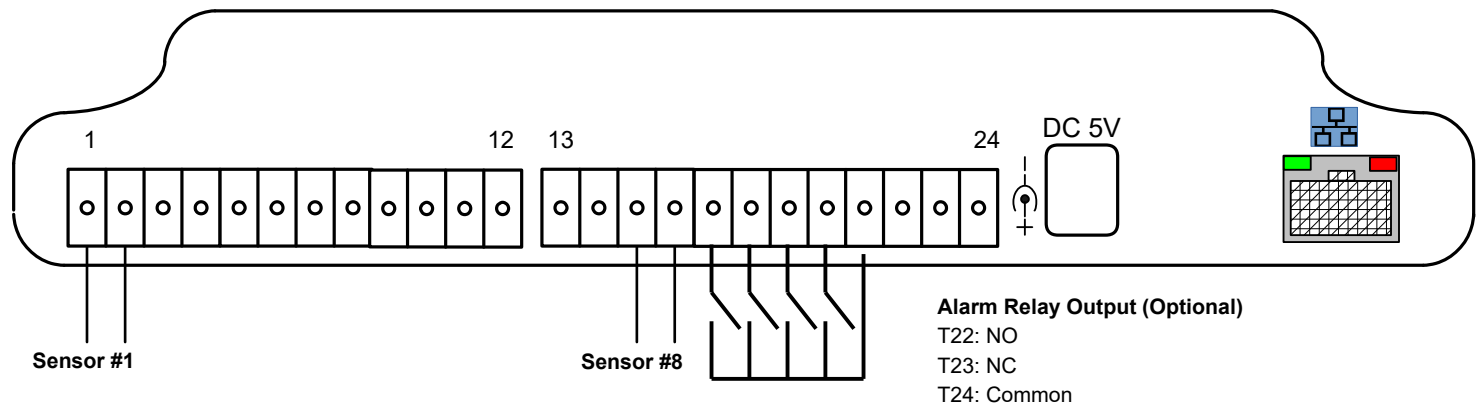 1 12 13 24 DC 5V
Sensor #1 Sensor #8
Alarm Relay Output (Optional)
T22: NO
T23: NC
T24: Common